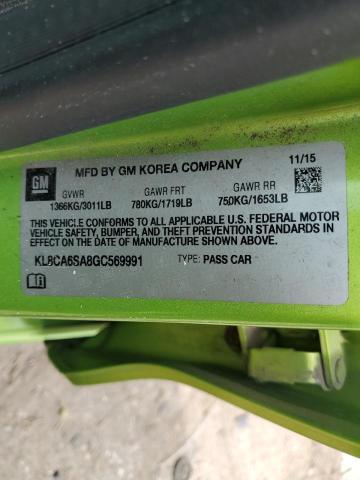 MFD BY GM KOREA COMPANY 11/15
GM
GVWR GAWR FRT GAWR RR
1366KG/3011LB 780KG/1719LB 750KG/1653LB
THIS VEHICLE CONFORMS TO ALL APPLICABLE U.S. FEDERAL MOTOR
VEHICLE SAFETY, BUMPER, AND THEFT PREVENTION STANDARDS IN
EFFECT ON THE DATE OF MANUFACTURE SHOWN ABOVE.
KL8CA6SA8GC569991 TYPE: PASS CAR